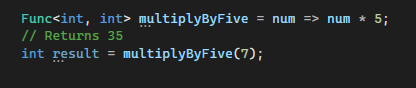 Func<int, int> multiplyByFive = num => num * 5;
// Returns 35
int result = multiplyByFive(7);